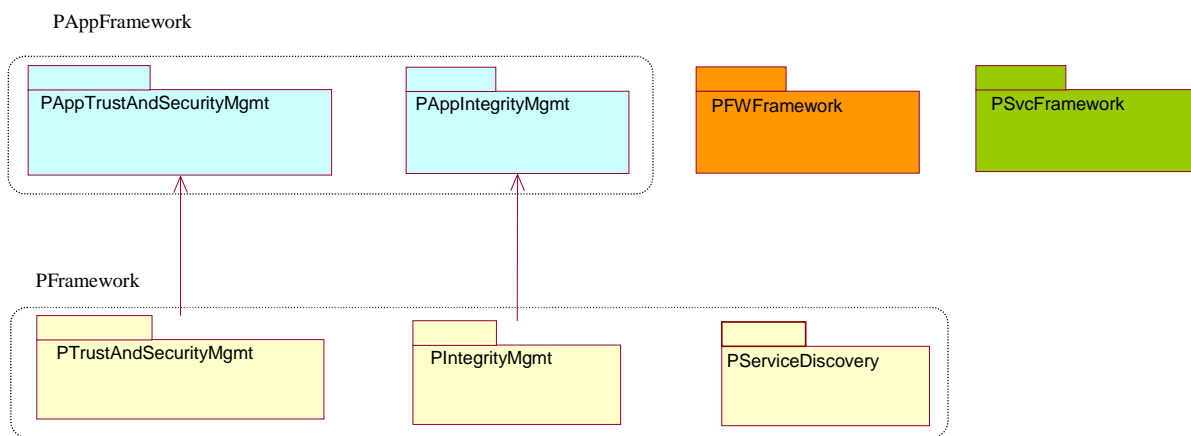 PAppFramework
PAppTrustAndSecurityMgmt
PAppIntegrityMgmt
PFWFramework
PSvcFramework
PFramework
PTrustAndSecurityMgmt
PIntegrityMgmt
PServiceDiscovery